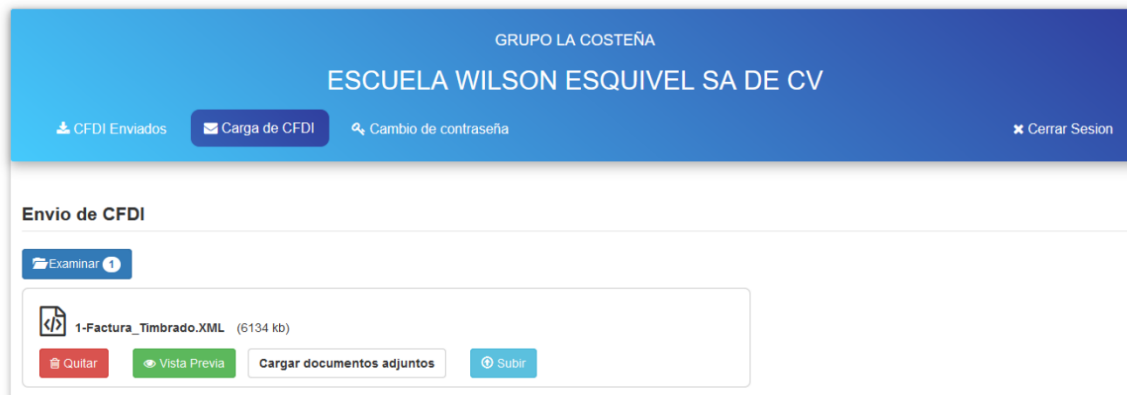 GRUPO LA COSTEÑA
ESCUELA WILSON ESQUIVEL SA DE CV
CFDI Enviados Carga de CFDI Cambio de contraseña Cerrar Sesion
Envio de CFDI
Examinar 1
1-Factura_Timbrado.XML (6134 kb)
Quitar Vista Previa Cargar documentos adjuntos Subir